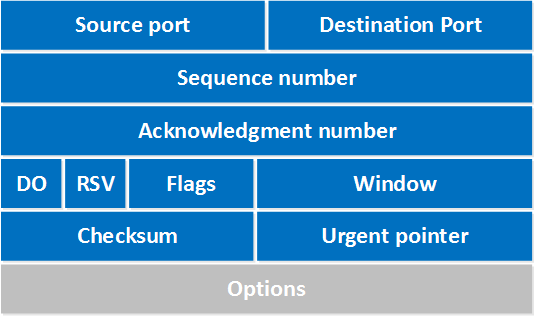 Source port Destination Port
Sequence number
Acknowledgment number
DO RSV Flags Window
Checksum Urgent pointer
Options